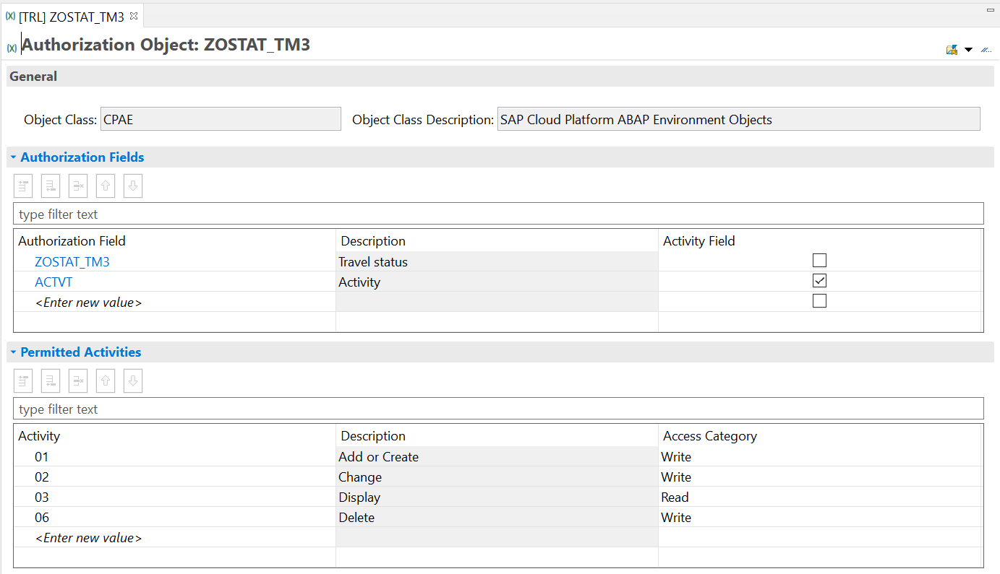 [TRL] ZOSTAT_TM3
Authorization Object: ZOSTAT_TM3
General
Object Class: CPAE Object Class Description: SAP Cloud Platform ABAP Environment Objects
Authorization Fields
type filter text
Authorization Field Description Activity Field
ZOSTAT_TM3 Travel status
ACTVT Activity
<Enter new value>
Permitted Activities
type filter text
Activity Description Access Category
01 Add or Create Write
02 Change Write
03 Display Read
06 Delete Write
<Enter new value>